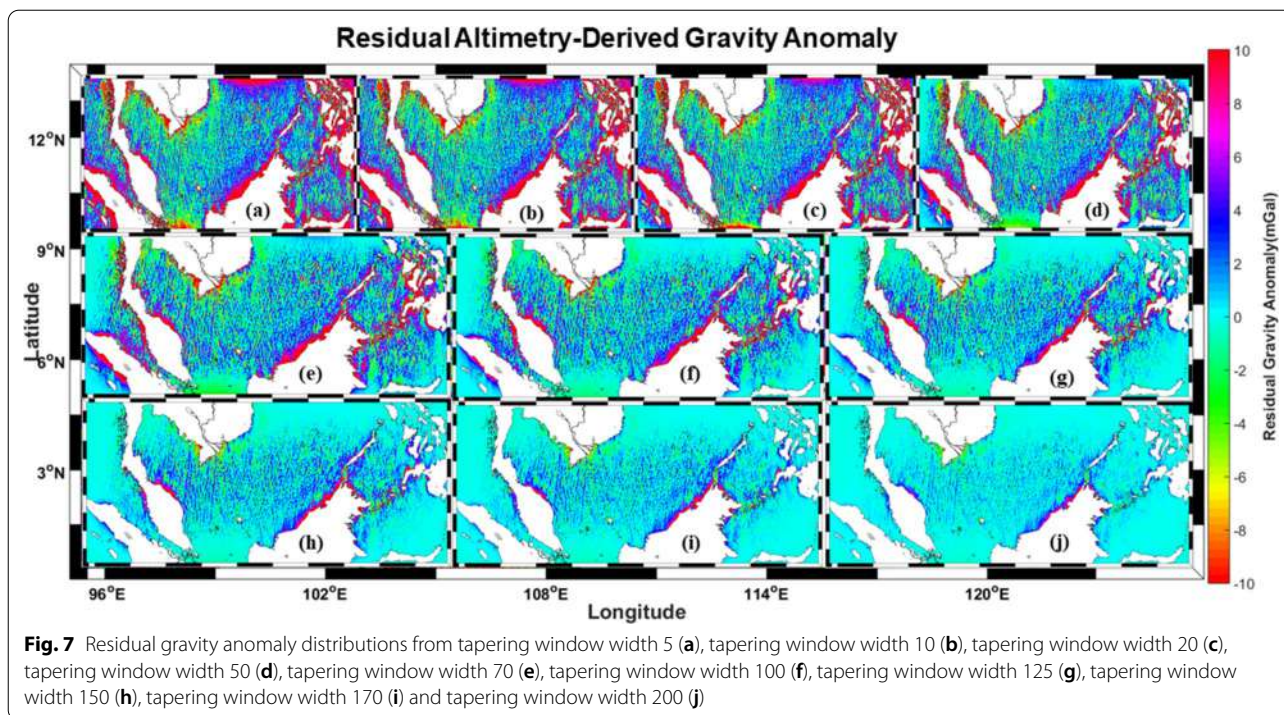 Residual Altimetry-Derived Gravity Anomaly
12°N
9°N
Latitude
6°N
3°N
(a)
(b)
(c)
(d)
(e)
(f)
(g)
(h)
(i)
(j)
96°E
102°E
108°E
114°E
120°E
Longitude
10
8
6
4
2
0
-2
-4
-6
-8
-10
Residual Gravity Anomaly(mGal)
Fig. 7 Residual gravity anomaly distributions from tapering window width 5 (a), tapering window width 10 (b), tapering window width 20 (c),
tapering window width 50 (d), tapering window width 70 (e), tapering window width 100 (f), tapering window width 125 (g), tapering window
width 150 (h), tapering window width 170 (i) and tapering window width 200 (j)